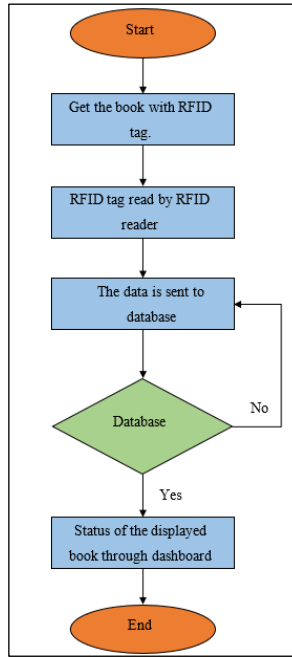 Start
Get the book with RFID
tag.
RFID tag read by RFID
reader
The data is sent to
database
Database
No
Yes
Status of the displayed
book through dashboard
End